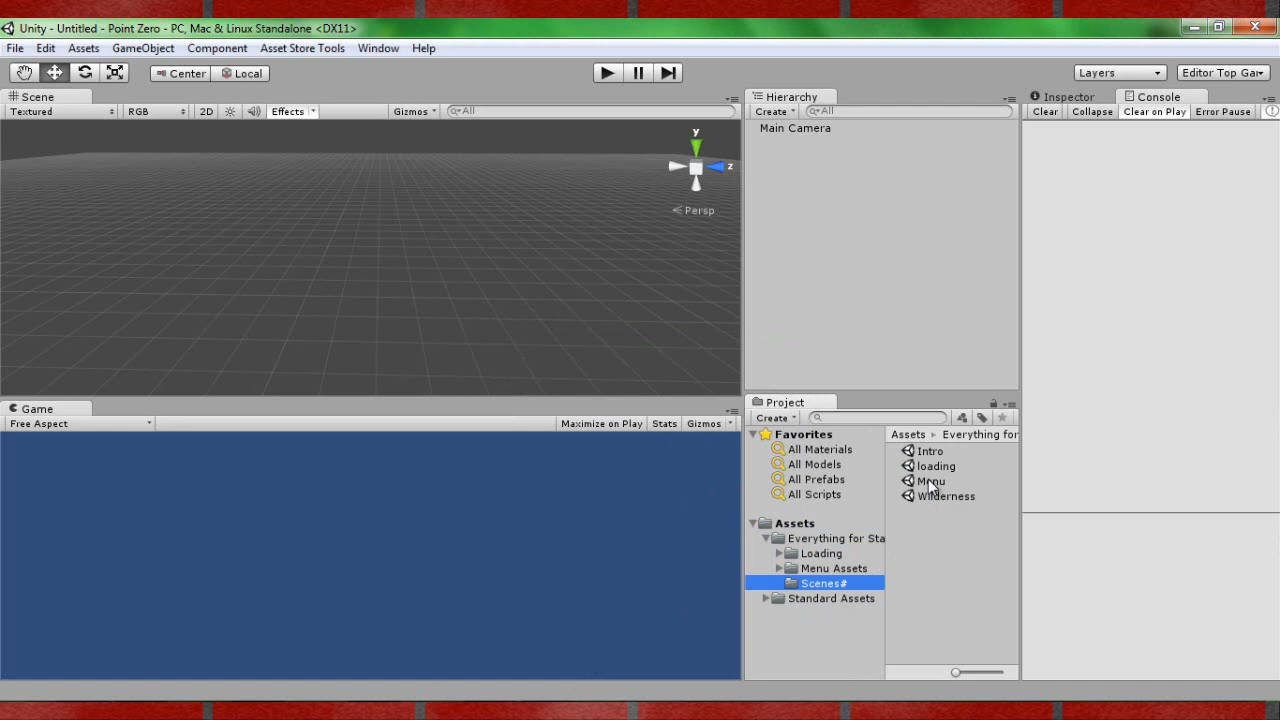 Unity - Untitled - Point Zero - PC, Mac & Linux Standalone <DX11>
File Edit Assets GameObject Component Asset Store Tools Window Help
Center Local Layers Editor Top Gar
Scene Hierarchy Inspector Console
Textured RGB 2D Effects Gizmos All Create All Clear Collapse Clear on Play Error Pause
Main Camera
y
z
Persp
Game Project
Free Aspect Maximize on Play Stats Gizmos Create
Favorites Assets Everything for
All Materials Intro
All Models loading
All Prefabs Menu
All Scripts Wilderness
Assets
Everything for Sta
Loading
Menu Assets
Scenes#
Standard Assets